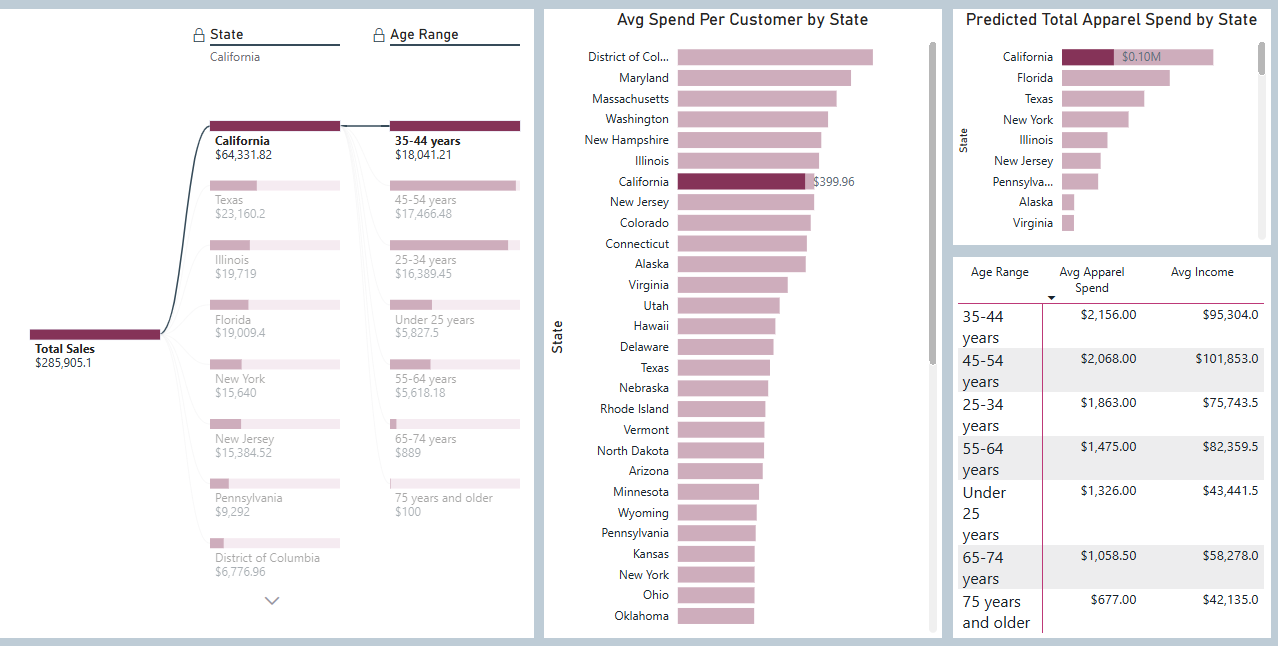 State
California
Age Range
Total Sales
$285,905.1
California
$64,331.82
Texas
$23,160.2
Illinois
$19,719
Florida
$19,009.4
New York
$15,640
New Jersey
$15,384.52
Pennsylvania
$9,292
District of Columbia
$6,776.96
35-44 years
$18,041.21
45-54 years
$17,466.48
25-34 years
$16,389.45
Under 25 years
$5,827.5
55-64 years
$5,618.18
65-74 years
$889
75 years and older
$100
Avg Spend Per Customer by State
State
District of Col...
Maryland
Massachusetts
Washington
New Hampshire
Illinois
California $399.96
New Jersey
Colorado
Connecticut
Alaska
Virginia
Utah
Hawaii
Delaware
Texas
Nebraska
Rhode Island
Vermont
North Dakota
Arizona
Minnesota
Wyoming
Pennsylvania
Kansas
New York
Ohio
Oklahoma
Predicted Total Apparel Spend by State
State
California $0.10M
Florida
Texas
New York
Illinois
New Jersey
Pennsylva...
Alaska
Virginia
Age Range Avg Apparel Avg Income
Spend
35-44 $2,156.00 $95,304.0
years
45-54 $2,068.00 $101,853.0
years
25-34 $1,863.00 $75,743.5
years
55-64 $1,475.00 $82,359.5
years
Under $1,326.00 $43,441.5
25
years
65-74 $1,058.50 $58,278.0
years
75 years $677.00 $42,135.0
and older